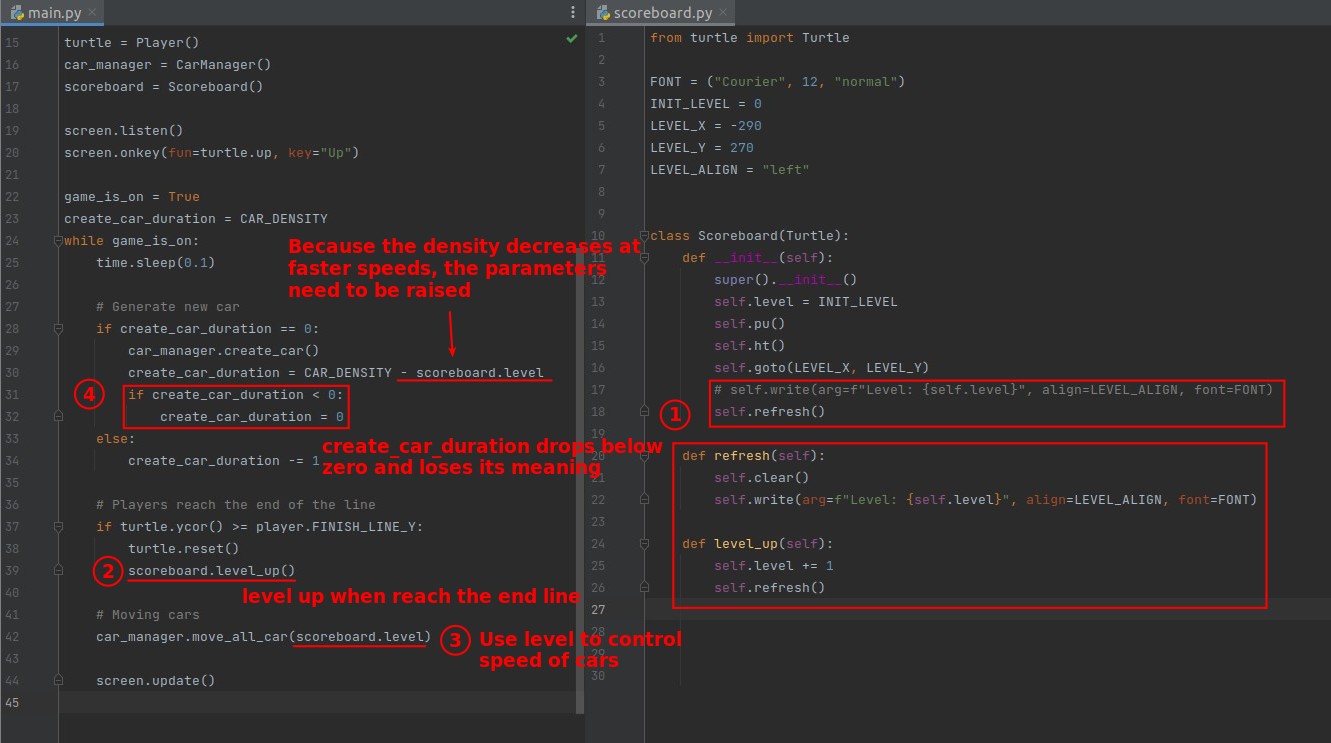 main.py
15 turtle = Player()
16 car_manager = CarManager()
17 scoreboard = Scoreboard()
18
19 screen.listen()
20 screen.onkey(fun=turtle.up, key="Up")
21
22 game_is_on = True
23 create_car_duration = CAR_DENSITY
24 while game_is_on:
25     time.sleep(0.1)
26
27     # Generate new car
28     if create_car_duration == 0:
29         car_manager.create_car()
30         create_car_duration = CAR_DENSITY - scoreboard.level
31         if create_car_duration < 0:
32             create_car_duration = 0
33     else:
34         create_car_duration -= 1
35
36     # Players reach the end of the line
37     if turtle.ycor() >= player.FINISH_LINE_Y:
38         turtle.reset()
39         scoreboard.level_up()
40
41     # Moving cars
42     car_manager.move_all_car(scoreboard.level)
43
44     screen.update()
45
Because the density decreases at
faster speeds, the parameters
need to be raised
④
create_car_duration drops below
zero and loses its meaning
②
level up when reach the end line
③ Use level to control
speed of cars
scoreboard.py
1 from turtle import Turtle
2
3 FONT = ("Courier", 12, "normal")
4 INIT_LEVEL = 0
5 LEVEL_X = -290
6 LEVEL_Y = 270
7 LEVEL_ALIGN = "left"
8
9
10 class Scoreboard(Turtle):
11     def __init__(self):
12         super().__init__()
13         self.level = INIT_LEVEL
14         self.pu()
15         self.ht()
16         self.goto(LEVEL_X, LEVEL_Y)
17         # self.write(arg=f"Level: {self.level}", align=LEVEL_ALIGN, font=FONT)
18         self.refresh()
19
20     def refresh(self):
21         self.clear()
22         self.write(arg=f"Level: {self.level}", align=LEVEL_ALIGN, font=FONT)
23
24     def level_up(self):
25         self.level += 1
26         self.refresh()
27
28
29
30
①